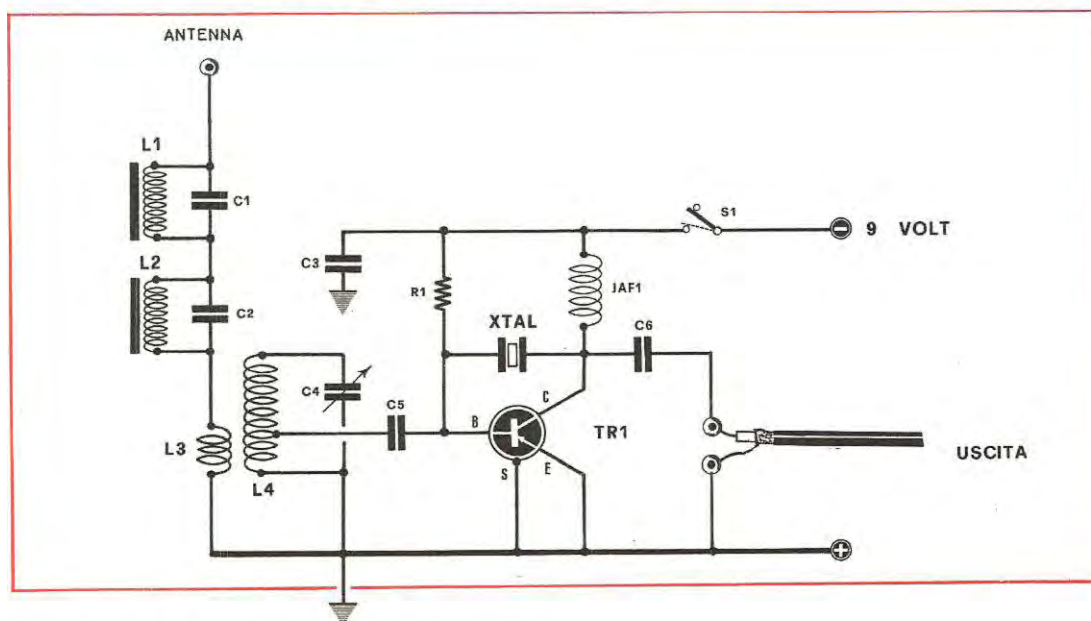 ANTENNA
L1
C1
L2
C2
L3
L4
C3
C4
C5
R1
XTAL
JAF1
C6
S1
9 VOLT
B
C
E
S
TR1
USCITA